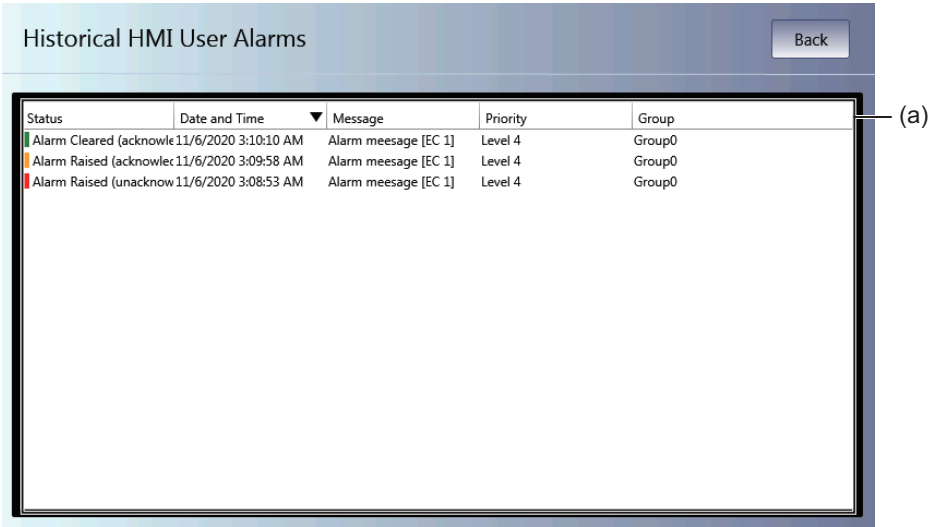 Historical HMI User Alarms
Back
Status Date and Time ▼ Message Priority Group
(a)
Alarm Cleared (acknowle 11/6/2020 3:10:10 AM Alarm meesage [EC 1] Level 4 Group0
Alarm Raised (acknowlec 11/6/2020 3:09:58 AM Alarm meesage [EC 1] Level 4 Group0
Alarm Raised (unacknow 11/6/2020 3:08:53 AM Alarm meesage [EC 1] Level 4 Group0